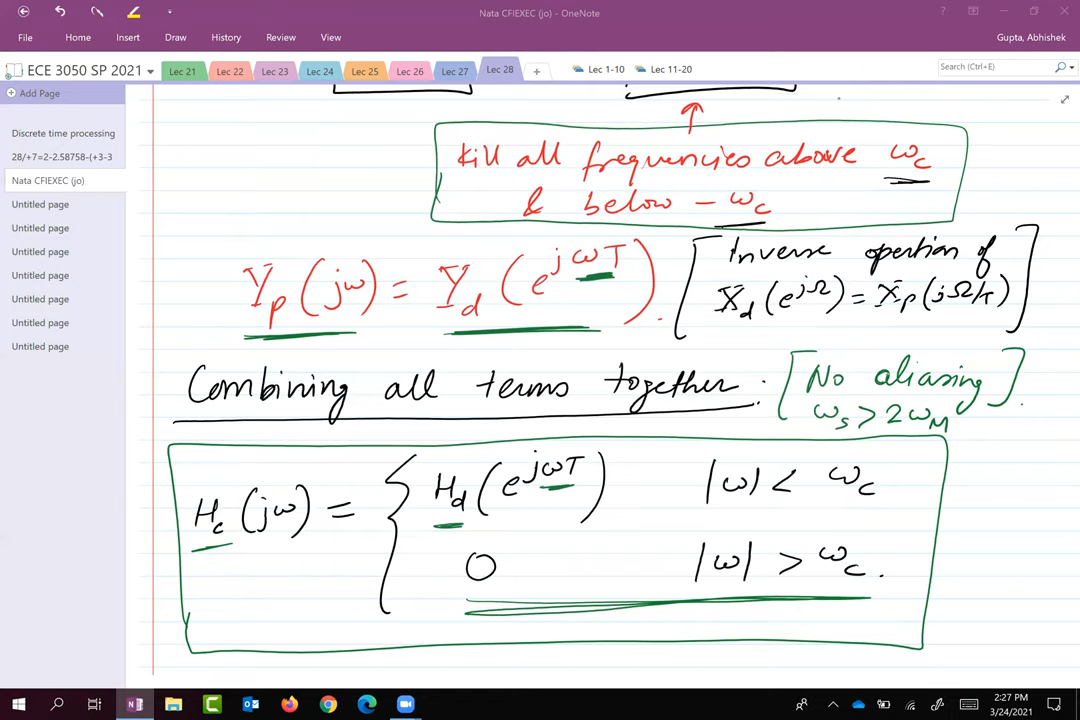 Nata CFIEXEC (jo) - OneNote
Gupta, Abhishek
File Home Insert Draw History Review View
ECE 3050 SP 2021 Lec 21 Lec 22 Lec 23 Lec 24 Lec 25 Lec 26 Lec 27 Lec 28 Lec 1-10 Lec 11-20 Search (Ctrl+E)
Add Page
Discrete time processing
28/+7=2-2.58758-(+3-3
Nata CFIEXEC (jo)
Untitled page
Untitled page
Untitled page
Untitled page
Untitled page
Untitled page
Untitled page
Kill all frequencies above ωc
& below - ωc
Yp (jω) = Yd (e^jωT). [Inverse opertion of
Xd (e^jΩ) = Xp (jΩ/T)]
Combining all terms together : [No aliasing
ωs > 2ωM].
Hc (jω) = { Hd (e^jωT) |ω| < ωc
0 |ω| > ωc.
2:27 PM
3/24/2021